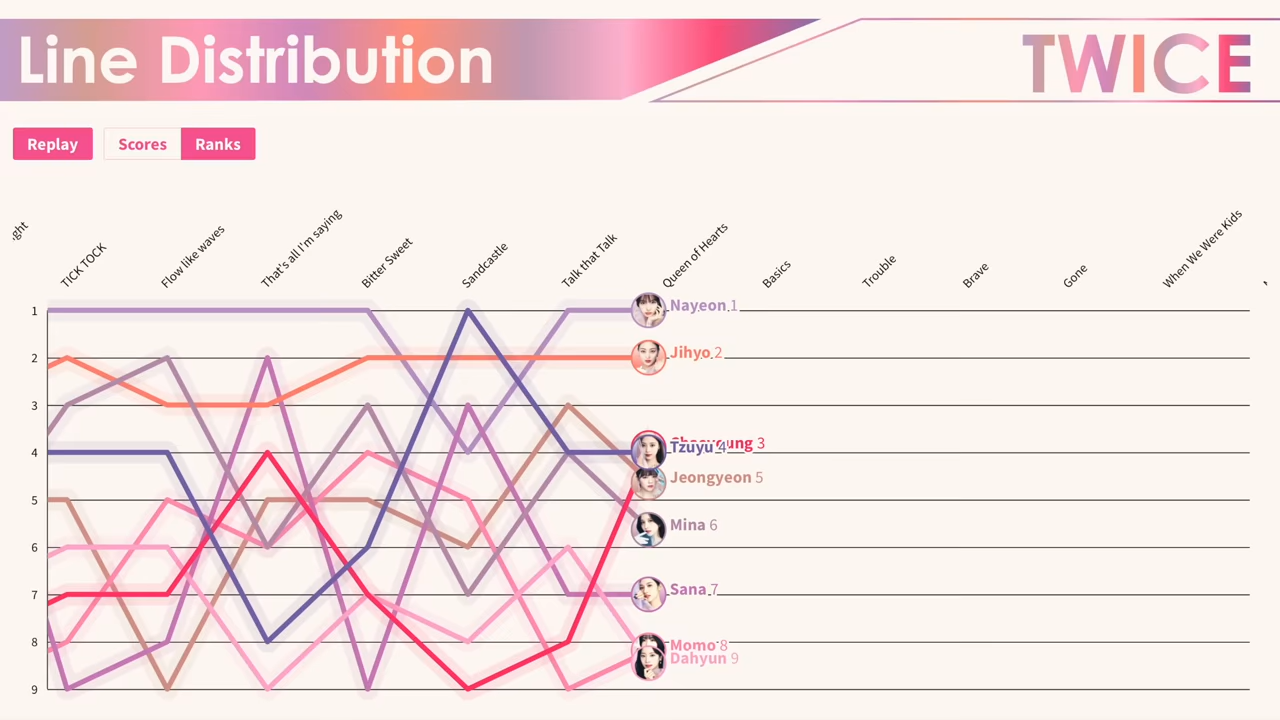 Line Distribution
TWICE
Replay
Scores
Ranks
ght
TICK TOCK
Flow like waves
That's all I'm saying
Bitter Sweet
Sandcastle
Talk that Talk
Queen of Hearts
Basics
Trouble
Brave
Gone
When We Were Kids
1
2
3
4
5
6
7
8
9
Nayeon 1
Jihyo 2
Chaeyoung 3
Tzuyu 4
Jeongyeon 5
Mina 6
Sana 7
Momo 8
Dahyun 9